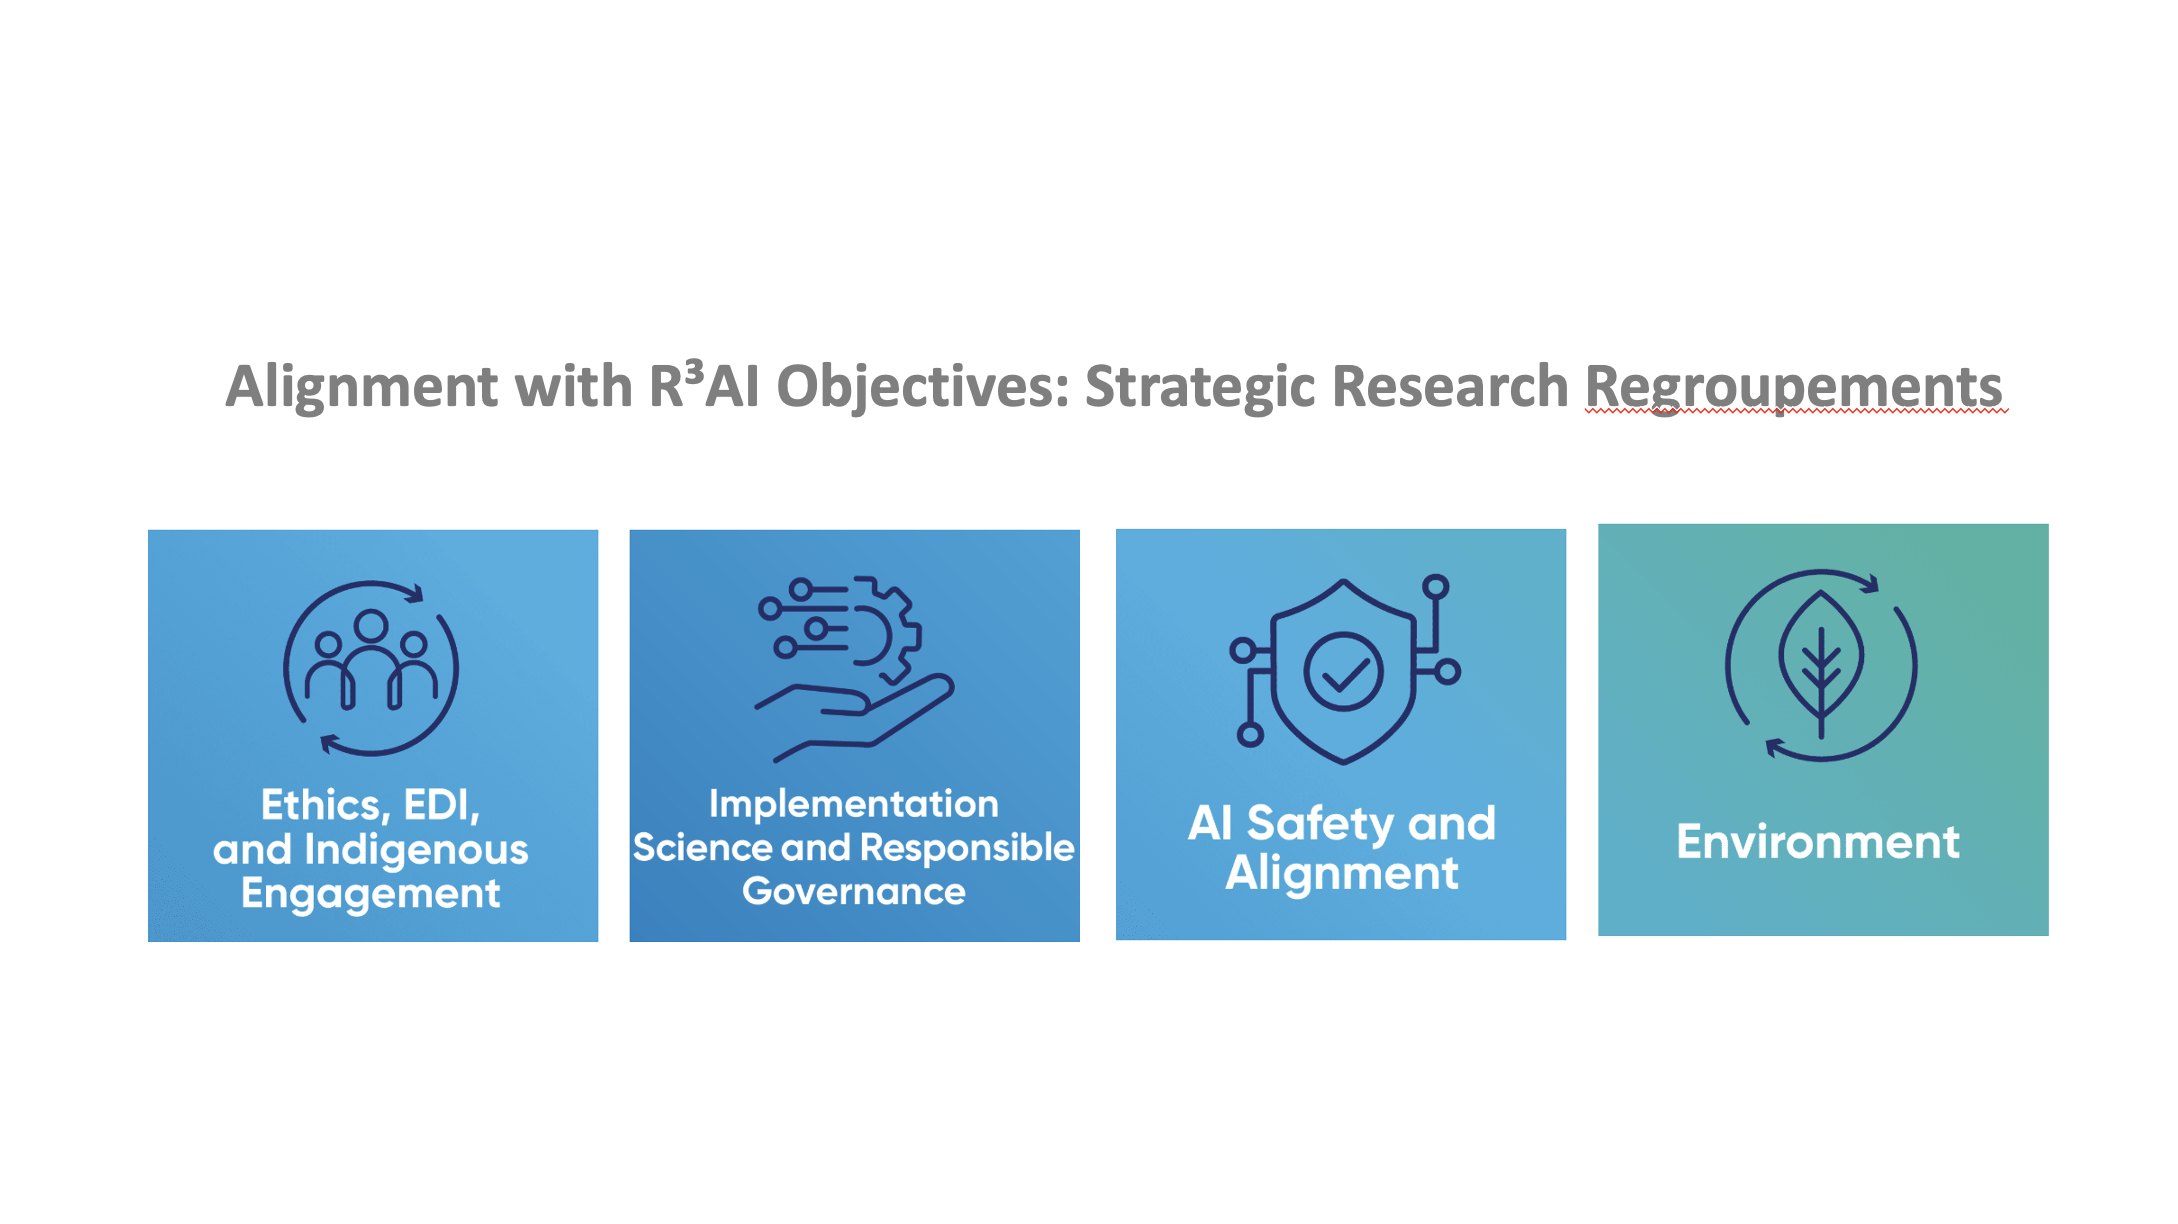 Alignment with R³AI Objectives: Strategic Research Regroupements
Ethics, EDI,
and Indigenous
Engagement
Implementation
Science and Responsible
Governance
AI Safety and
Alignment
Environment